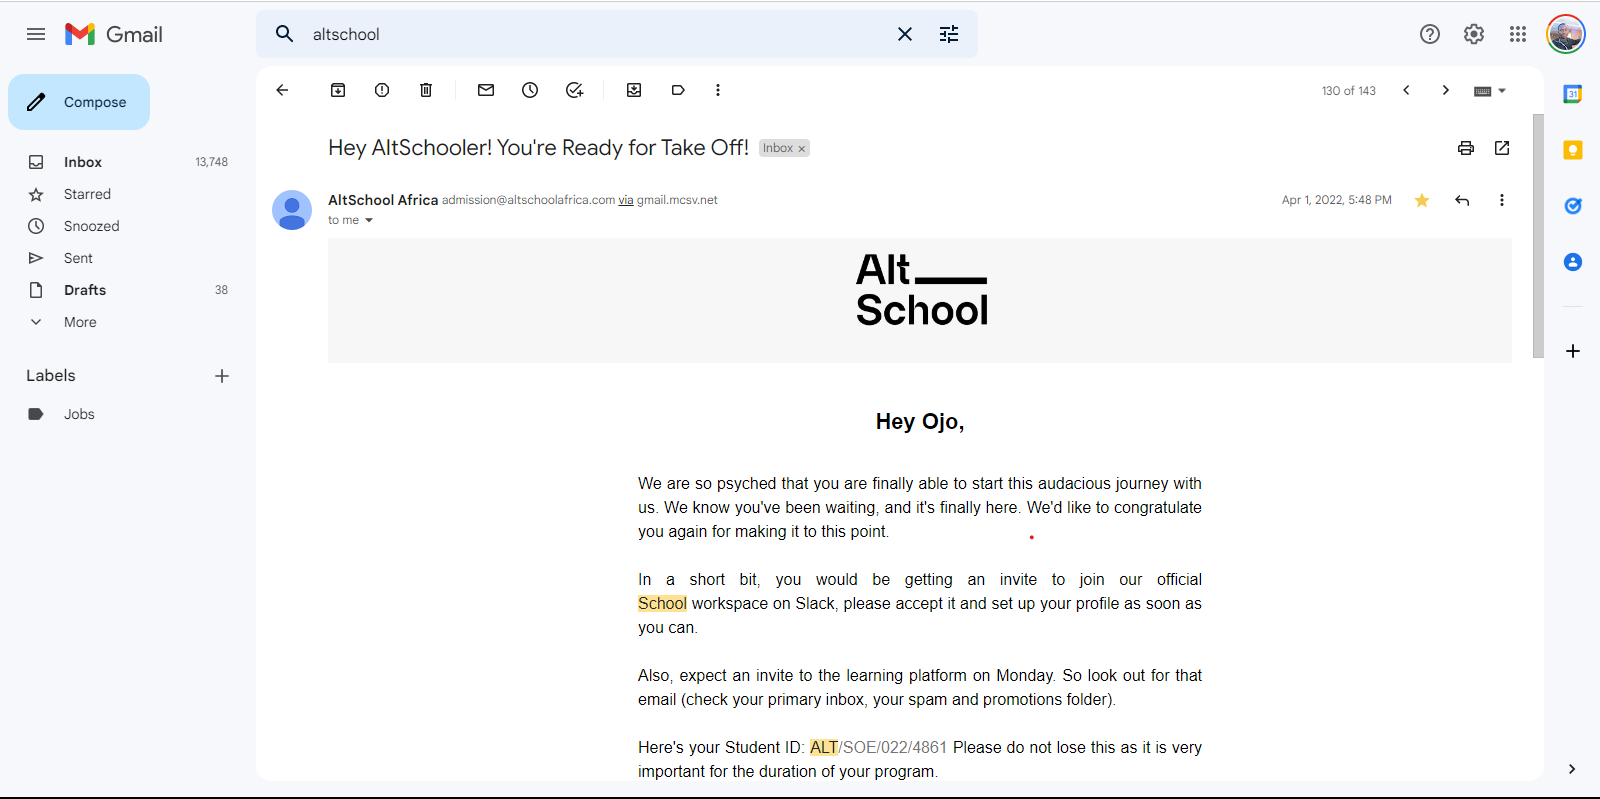 Gmail
altschool
Compose
130 of 143
Hey AltSchooler! You're Ready for Take Off! Inbox ×
Inbox 13,748
Starred
Snoozed
Sent
Drafts 38
More
Labels
Jobs
AltSchool Africa admission@altschoolafrica.com via gmail.mcsv.net
Apr 1, 2022, 5:48 PM
to me
31
Alt
School
Hey Ojo,
We are so psyched that you are finally able to start this audacious journey with
us. We know you've been waiting, and it's finally here. We'd like to congratulate
you again for making it to this point.
In a short bit, you would be getting an invite to join our official
School workspace on Slack, please accept it and set up your profile as soon as
you can.
Also, expect an invite to the learning platform on Monday. So look out for that
email (check your primary inbox, your spam and promotions folder).
Here's your Student ID: ALT/SOE/022/4861 Please do not lose this as it is very
important for the duration of your program.